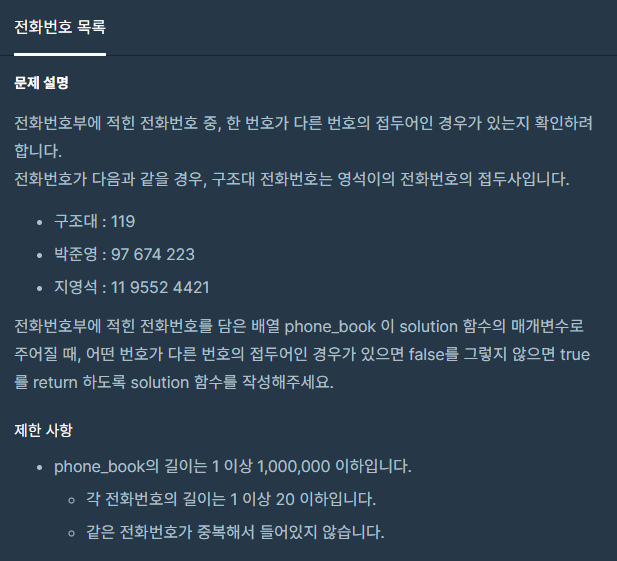 전화번호 목록
문제 설명
전화번호부에 적힌 전화번호 중, 한 번호가 다른 번호의 접두어인 경우가 있는지 확인하려
합니다.
전화번호가 다음과 같을 경우, 구조대 전화번호는 영석이의 전화번호의 접두사입니다.
구조대 : 119
박준영 : 97 674 223
지영석 : 11 9552 4421
전화번호부에 적힌 전화번호를 담은 배열 phone_book 이 solution 함수의 매개변수로
주어질 때, 어떤 번호가 다른 번호의 접두어인 경우가 있으면 false를 그렇지 않으면 true
를 return 하도록 solution 함수를 작성해주세요.
제한 사항
phone_book의 길이는 1 이상 1,000,000 이하입니다.
각 전화번호의 길이는 1 이상 20 이하입니다.
같은 전화번호가 중복해서 들어있지 않습니다.